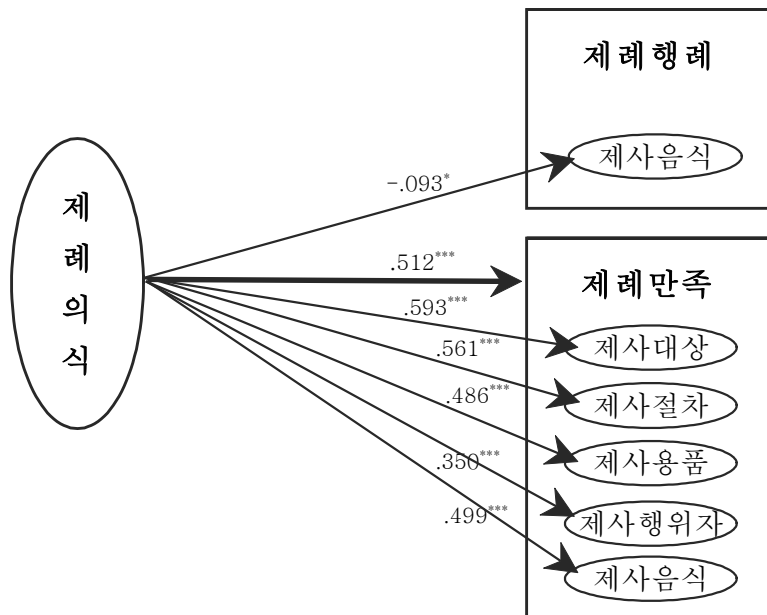 제례행례
제사음식
제
례
의
식
-.093*
.512***
제례만족
.593***
제사대상
.561***
제사절차
.486***
제사용품
.350***
제사행위자
.499***
제사음식